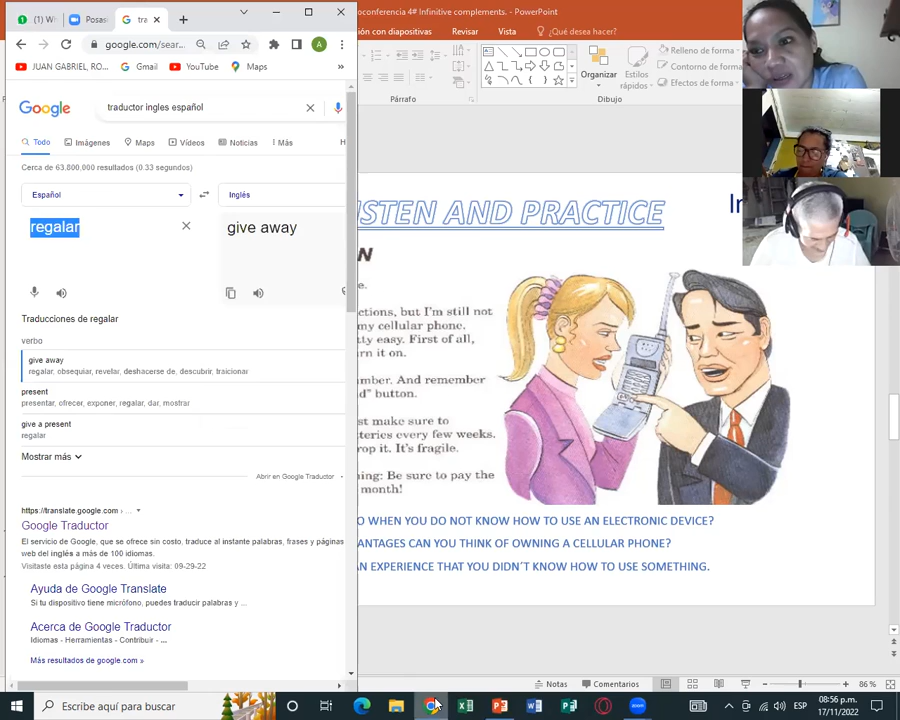 (1) W
Posas
tra
google.com/sear...
A
JUAN GABRIEL, RO...
Gmail
YouTube
Maps
»
Google
traductor ingles español
Todo
Imágenes
Maps
Vídeos
Noticias
Más
H
Cerca de 63.800.000 resultados (0.33 segundos)
Español
Inglés
regalar
give away
Traducciones de regalar
verbo
give away
regalar, obsequiar, revelar, deshacerse de, descubrir, traicionar
present
presentar, ofrecer, exponer, regalar, dar, mostrar
give a present
regalar
Mostrar más
Abrir en Google Traductor
https://translate.google.com › ...
Google Traductor
El servicio de Google, que se ofrece sin costo, traduce al instante palabras, frases y páginas
web del inglés a más de 100 idiomas.
Visitaste esta página 4 veces. Última visita: 09-29-22
Ayuda de Google Translate
Si tu dispositivo tiene micrófono, puedes traducir palabras y ...
Acerca de Google Traductor
Idiomas - Herramientas - Contribuir - ...
Más resultados de google.com »
oconferencia 4# Infinitive complements. - PowerPoint
ción con diapositivas
Revisar
Vista
¿Qué desea hacer?
Organizar
Estilos
rápidos
Relleno de forma
Contorno de forma
Efectos de forma
Párrafo
Dibujo
ISTEN AND PRACTICE
In
N
e.
ctions, but I'm still not
my cellular phone.
tty easy. First of all,
rn it on.
mber. And remember
d" button.
st make sure to
tteries every few weeks.
rop it. It's fragile.
ning: Be sure to pay the
month!
O WHEN YOU DO NOT KNOW HOW TO USE AN ELECTRONIC DEVICE?
ANTAGES CAN YOU THINK OF OWNING A CELLULAR PHONE?
AN EXPERIENCE THAT YOU DIDN´T KNOW HOW TO USE SOMETHING.
Notas
Comentarios
86 %
Escribe aquí para buscar
ESP
08:56 p.m.
17/11/2022